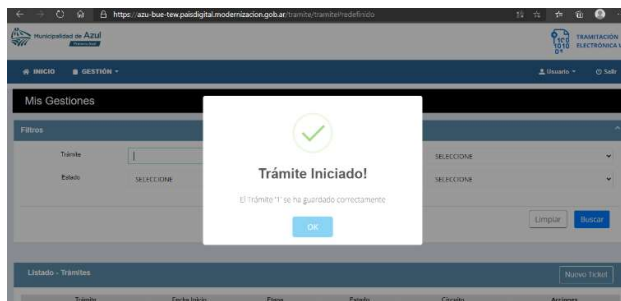 https://azu-bue-tew.paisdigital.modernizacion.gob.ar/tramite/tramitePredefinido
Municipalidad de Azul
TRAMITACIÓN
ELECTRÓNICA
INICIO
GESTIÓN
Usuario
Salir
Mis Gestiones
Filtros
Trámite
SELECCIONE
Estado
SELECCIONE
SELECCIONE
Trámite Iniciado!
El Trámite "1" se ha guardado correctamente
OK
Limpiar
Buscar
Listado - Trámites
Nuevo Ticket
Trámite
Fecha Inicio
Etapa
Estado
Circuito
Acciones